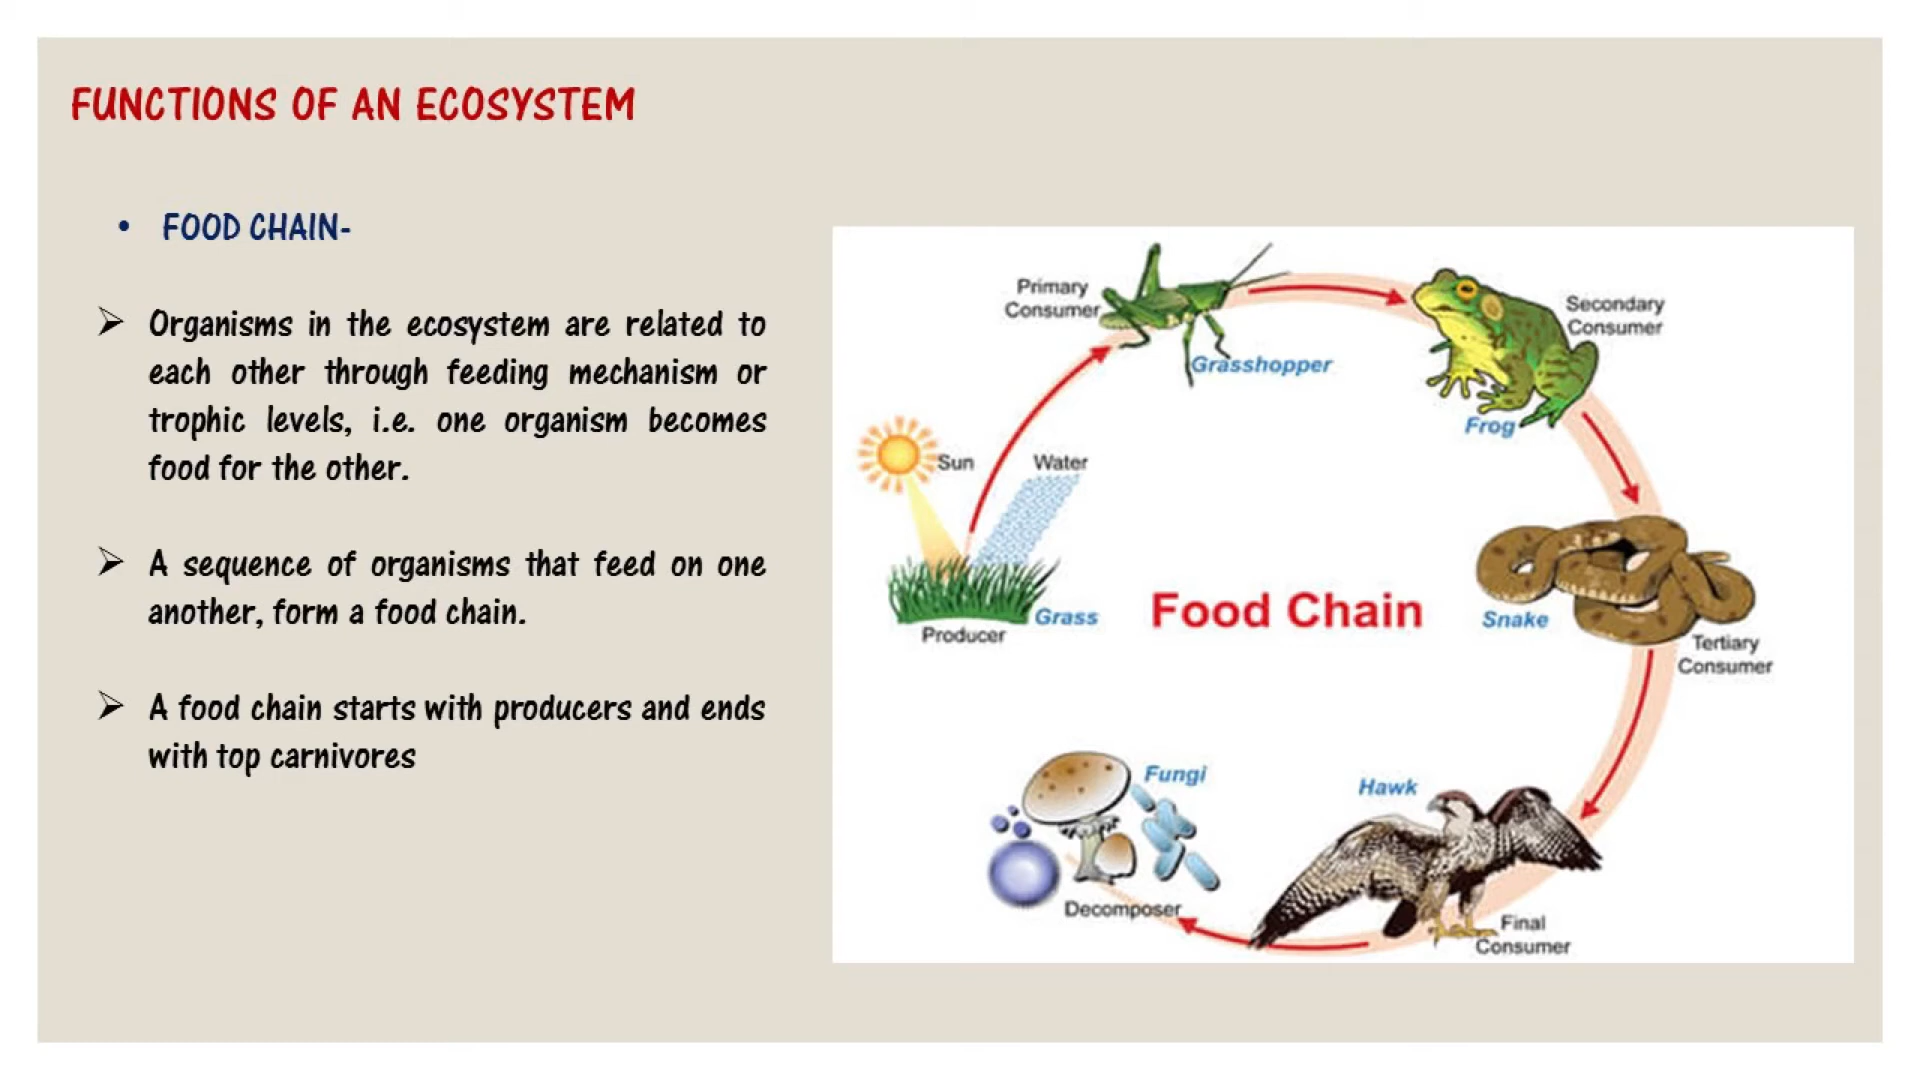 FUNCTIONS OF AN ECOSYSTEM
• FOOD CHAIN-
➢ Organisms in the ecosystem are related to
each other through feeding mechanism or
trophic levels, i.e. one organism becomes
food for the other.
➢ A sequence of organisms that feed on one
another, form a food chain.
➢ A food chain starts with producers and ends
with top carnivores
Primary
Consumer
Grasshopper
Secondary
Consumer
Frog
Sun
Water
Grass
Producer
Food Chain
Snake
Tertiary
Consumer
Fungi
Decomposer
Hawk
Final
Consumer